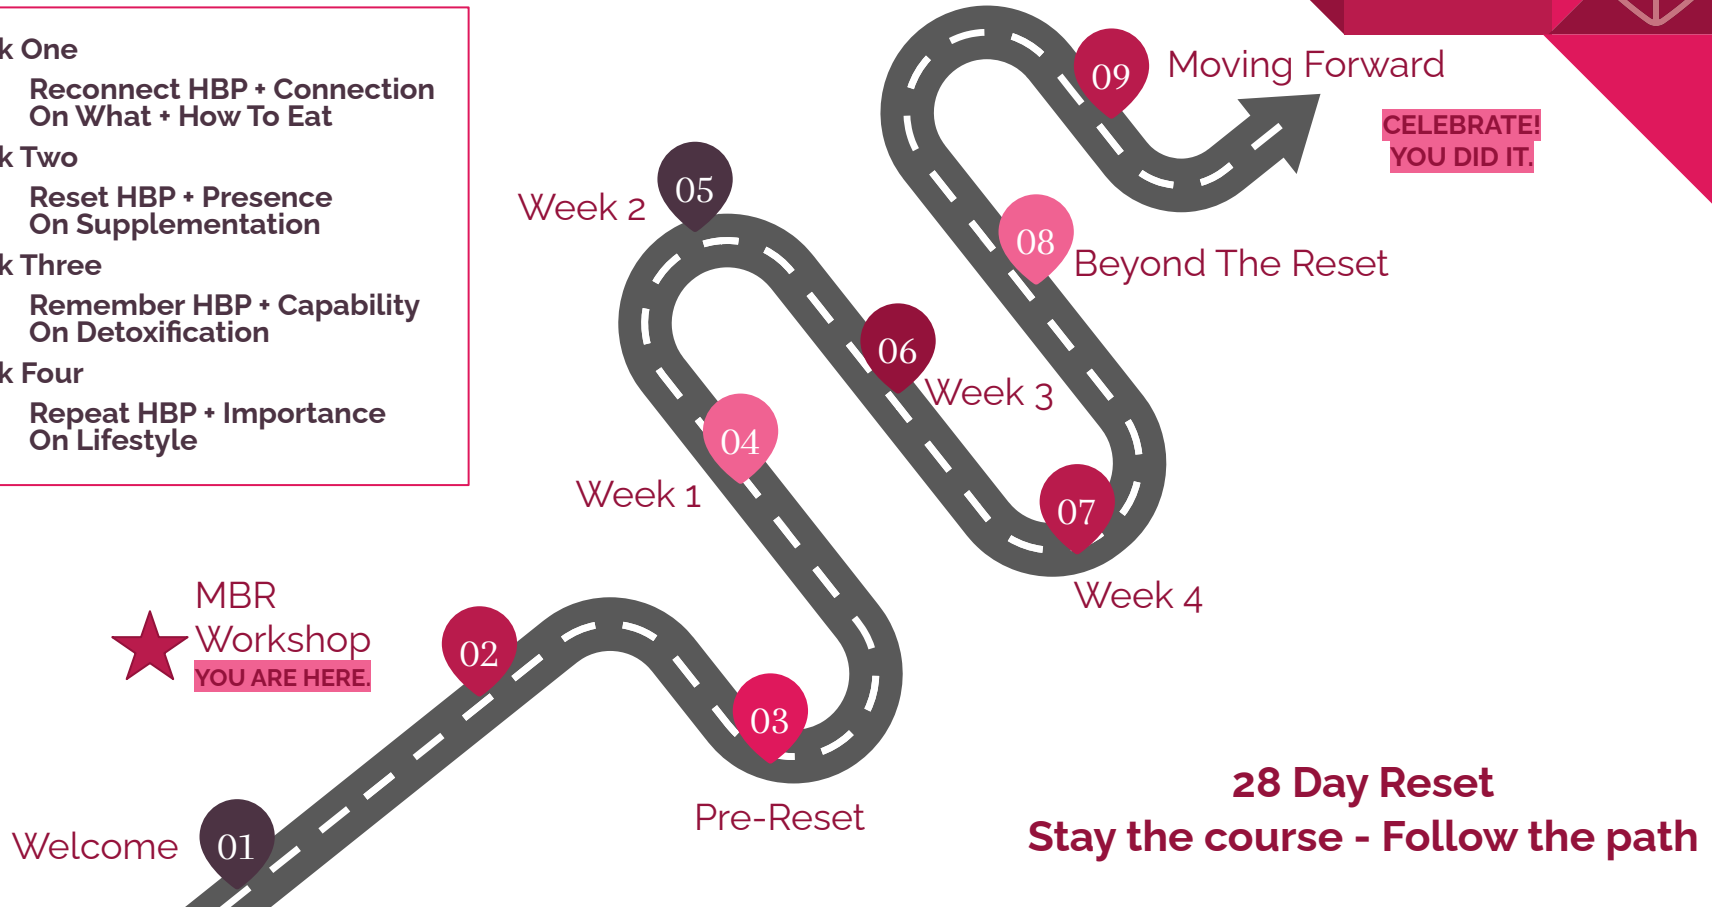 k One
Reconnect HBP + Connection
On What + How To Eat
k Two
Reset HBP + Presence
On Supplementation
k Three
Remember HBP + Capability
On Detoxification
k Four
Repeat HBP + Importance
On Lifestyle
09
Moving Forward
CELEBRATE!
YOU DID IT.
05
Week 2
08
Beyond The Reset
06
Week 3
04
Week 1
07
Week 4
MBR
Workshop
YOU ARE HERE.
02
03
Pre-Reset
01
Welcome
28 Day Reset
Stay the course - Follow the path